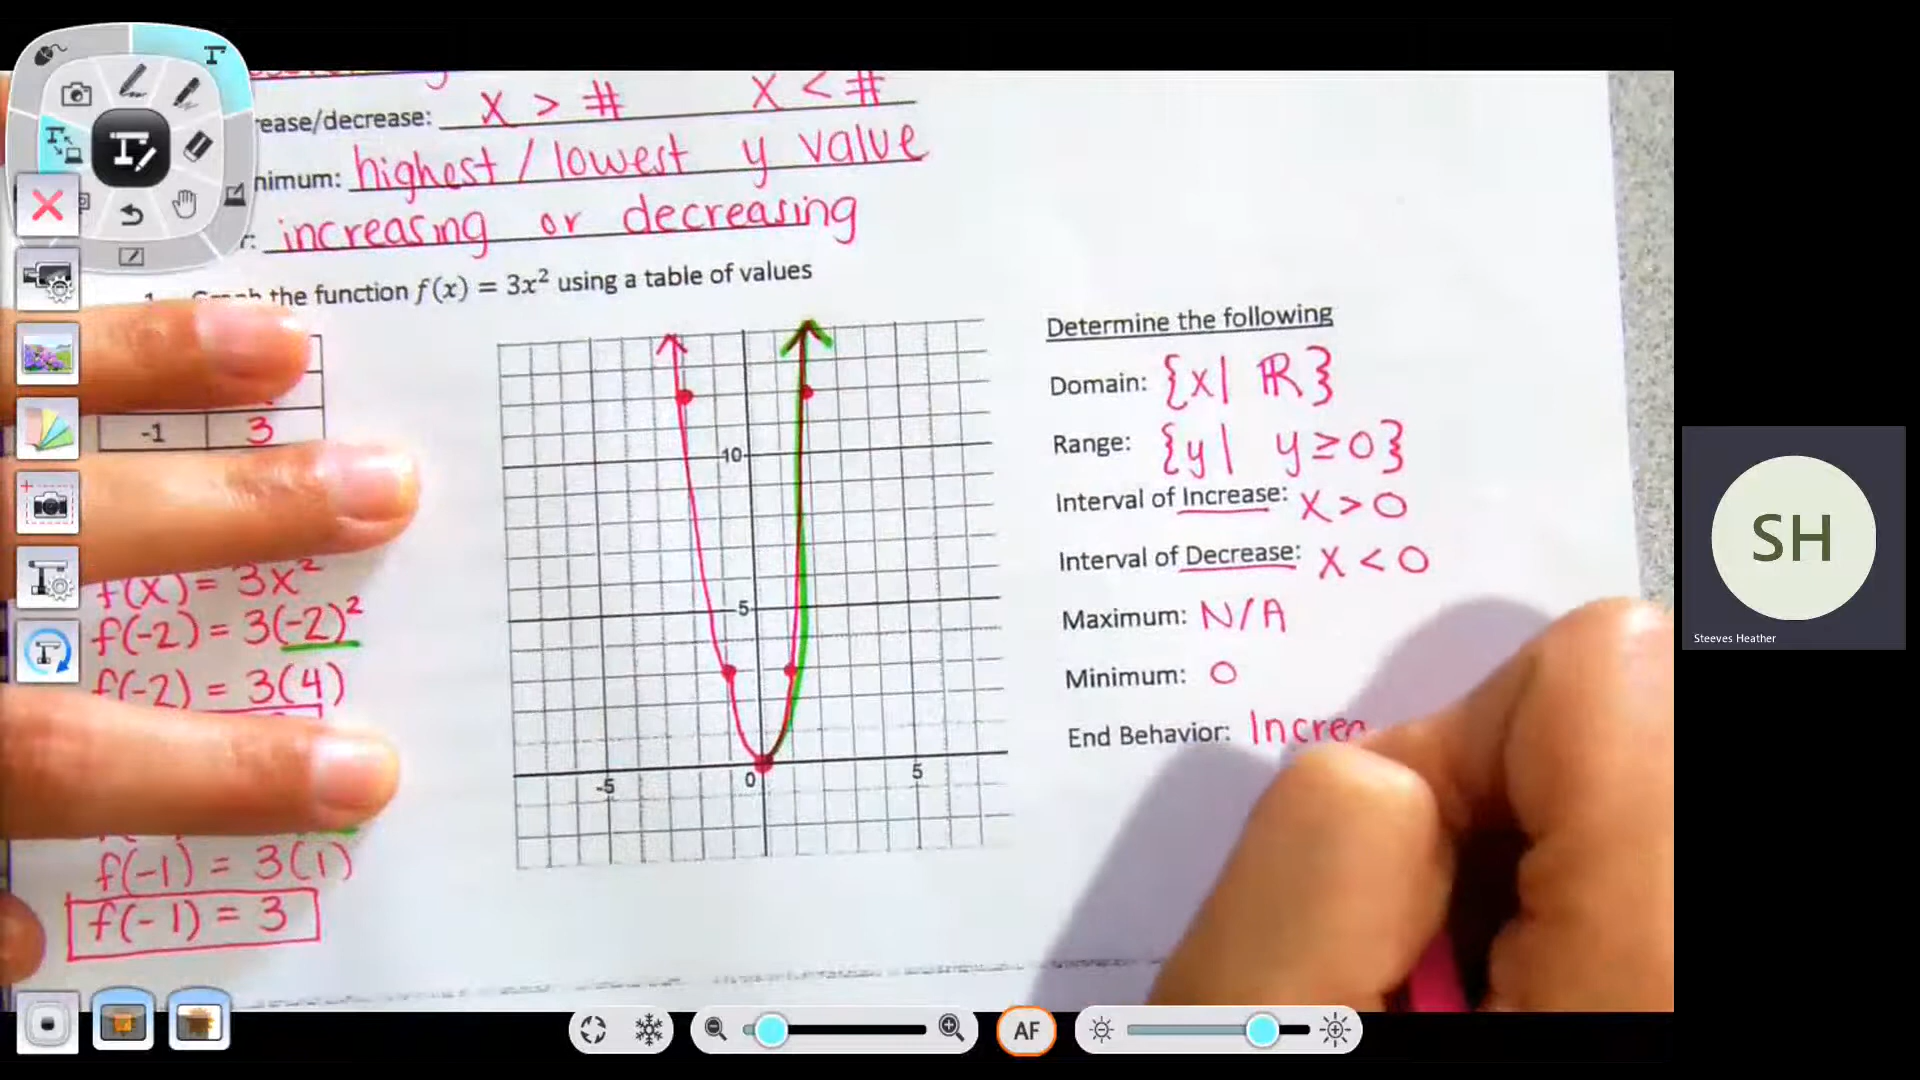 rease/decrease: X > # X < #
nimum: highest / lowest y value
r: increasing or decreasing
the function f(x) = 3x² using a table of values
-1 3
f(x) = 3x²
f(-2) = 3(-2)²
f(-2) = 3(4)
f(-1) = 3(1)
f(-1) = 3
10
5
-5
0
5
Determine the following
Domain: {x| ℝ}
Range: {y| y ≥ 0}
Interval of Increase: X > 0
Interval of Decrease: X < 0
Maximum: N/A
Minimum: 0
End Behavior: Increa
AF
SH
Steeves Heather